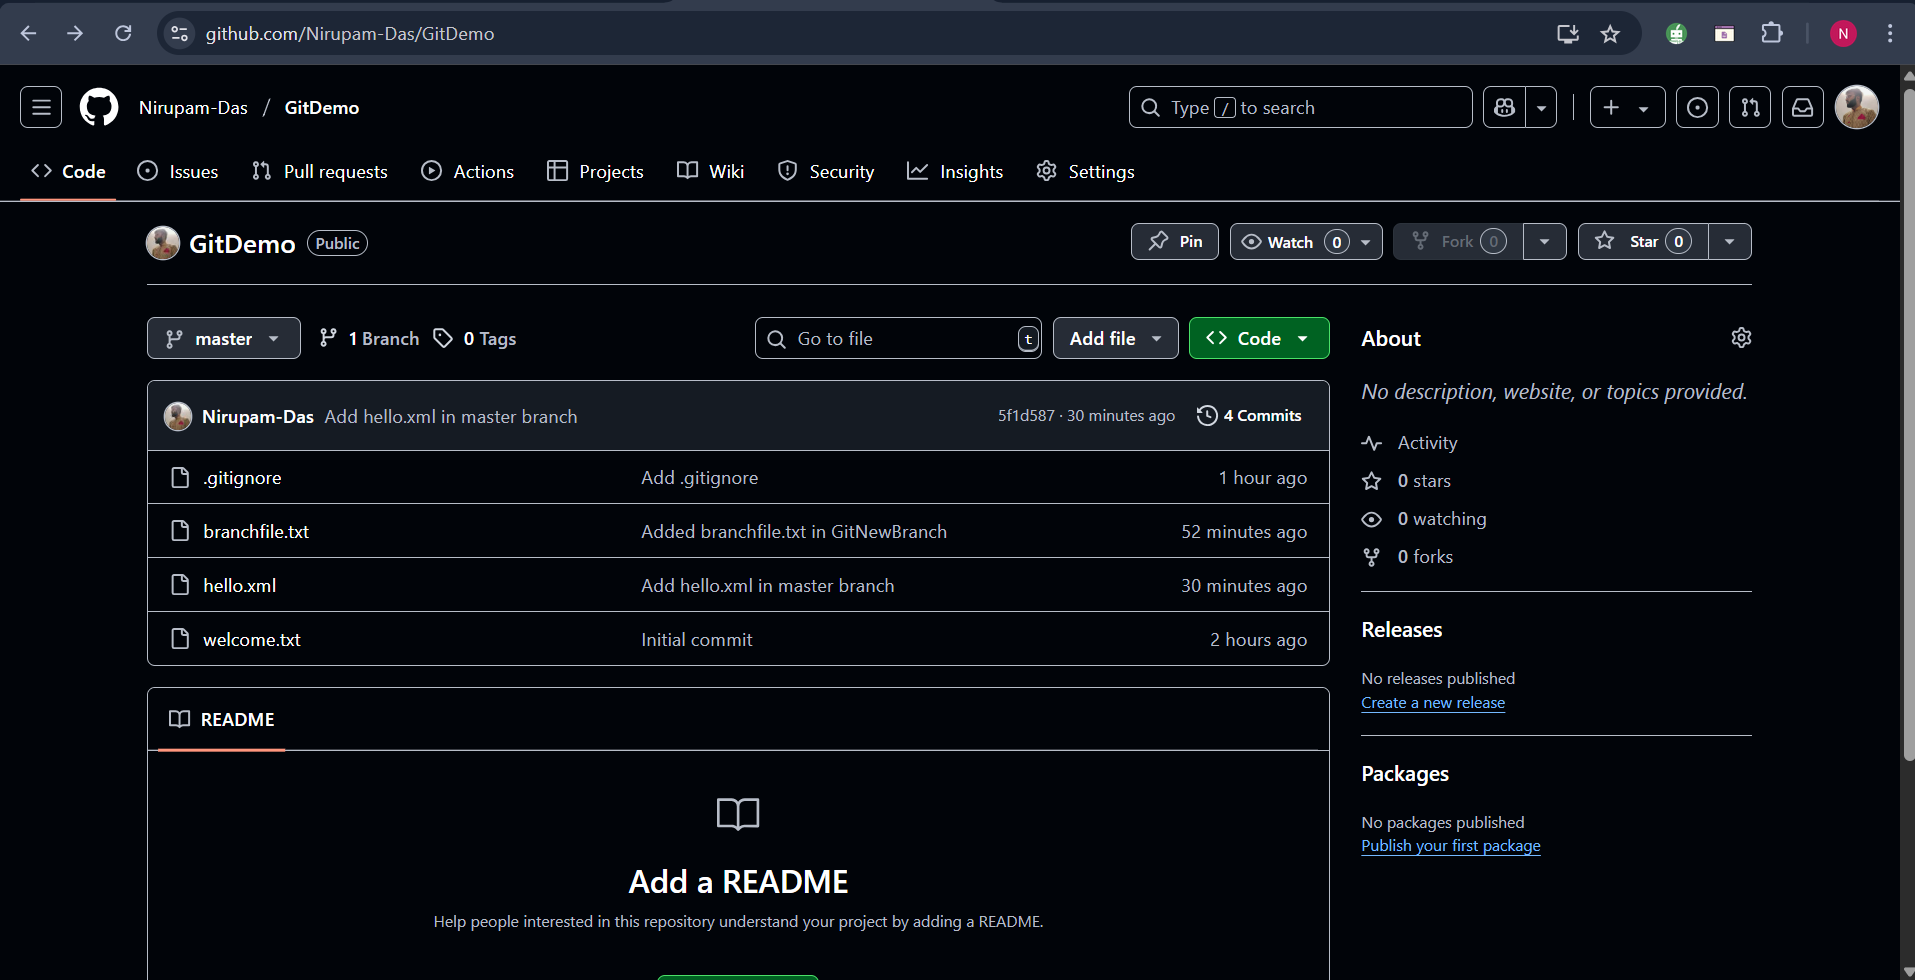 github.com/Nirupam-Das/GitDemo
N
Nirupam-Das / GitDemo
Type / to search
Code Issues Pull requests Actions Projects Wiki Security Insights Settings
GitDemo Public
Pin Watch 0 Fork 0 Star 0
master 1 Branch 0 Tags Go to file t Add file Code
Nirupam-Das Add hello.xml in master branch 5f1d587 · 30 minutes ago 4 Commits
.gitignore Add .gitignore 1 hour ago
branchfile.txt Added branchfile.txt in GitNewBranch 52 minutes ago
hello.xml Add hello.xml in master branch 30 minutes ago
welcome.txt Initial commit 2 hours ago
README
Add a README
Help people interested in this repository understand your project by adding a README.
About
No description, website, or topics provided.
Activity
0 stars
0 watching
0 forks
Releases
No releases published
Create a new release
Packages
No packages published
Publish your first package